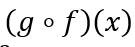 (g ∘ f)(x)